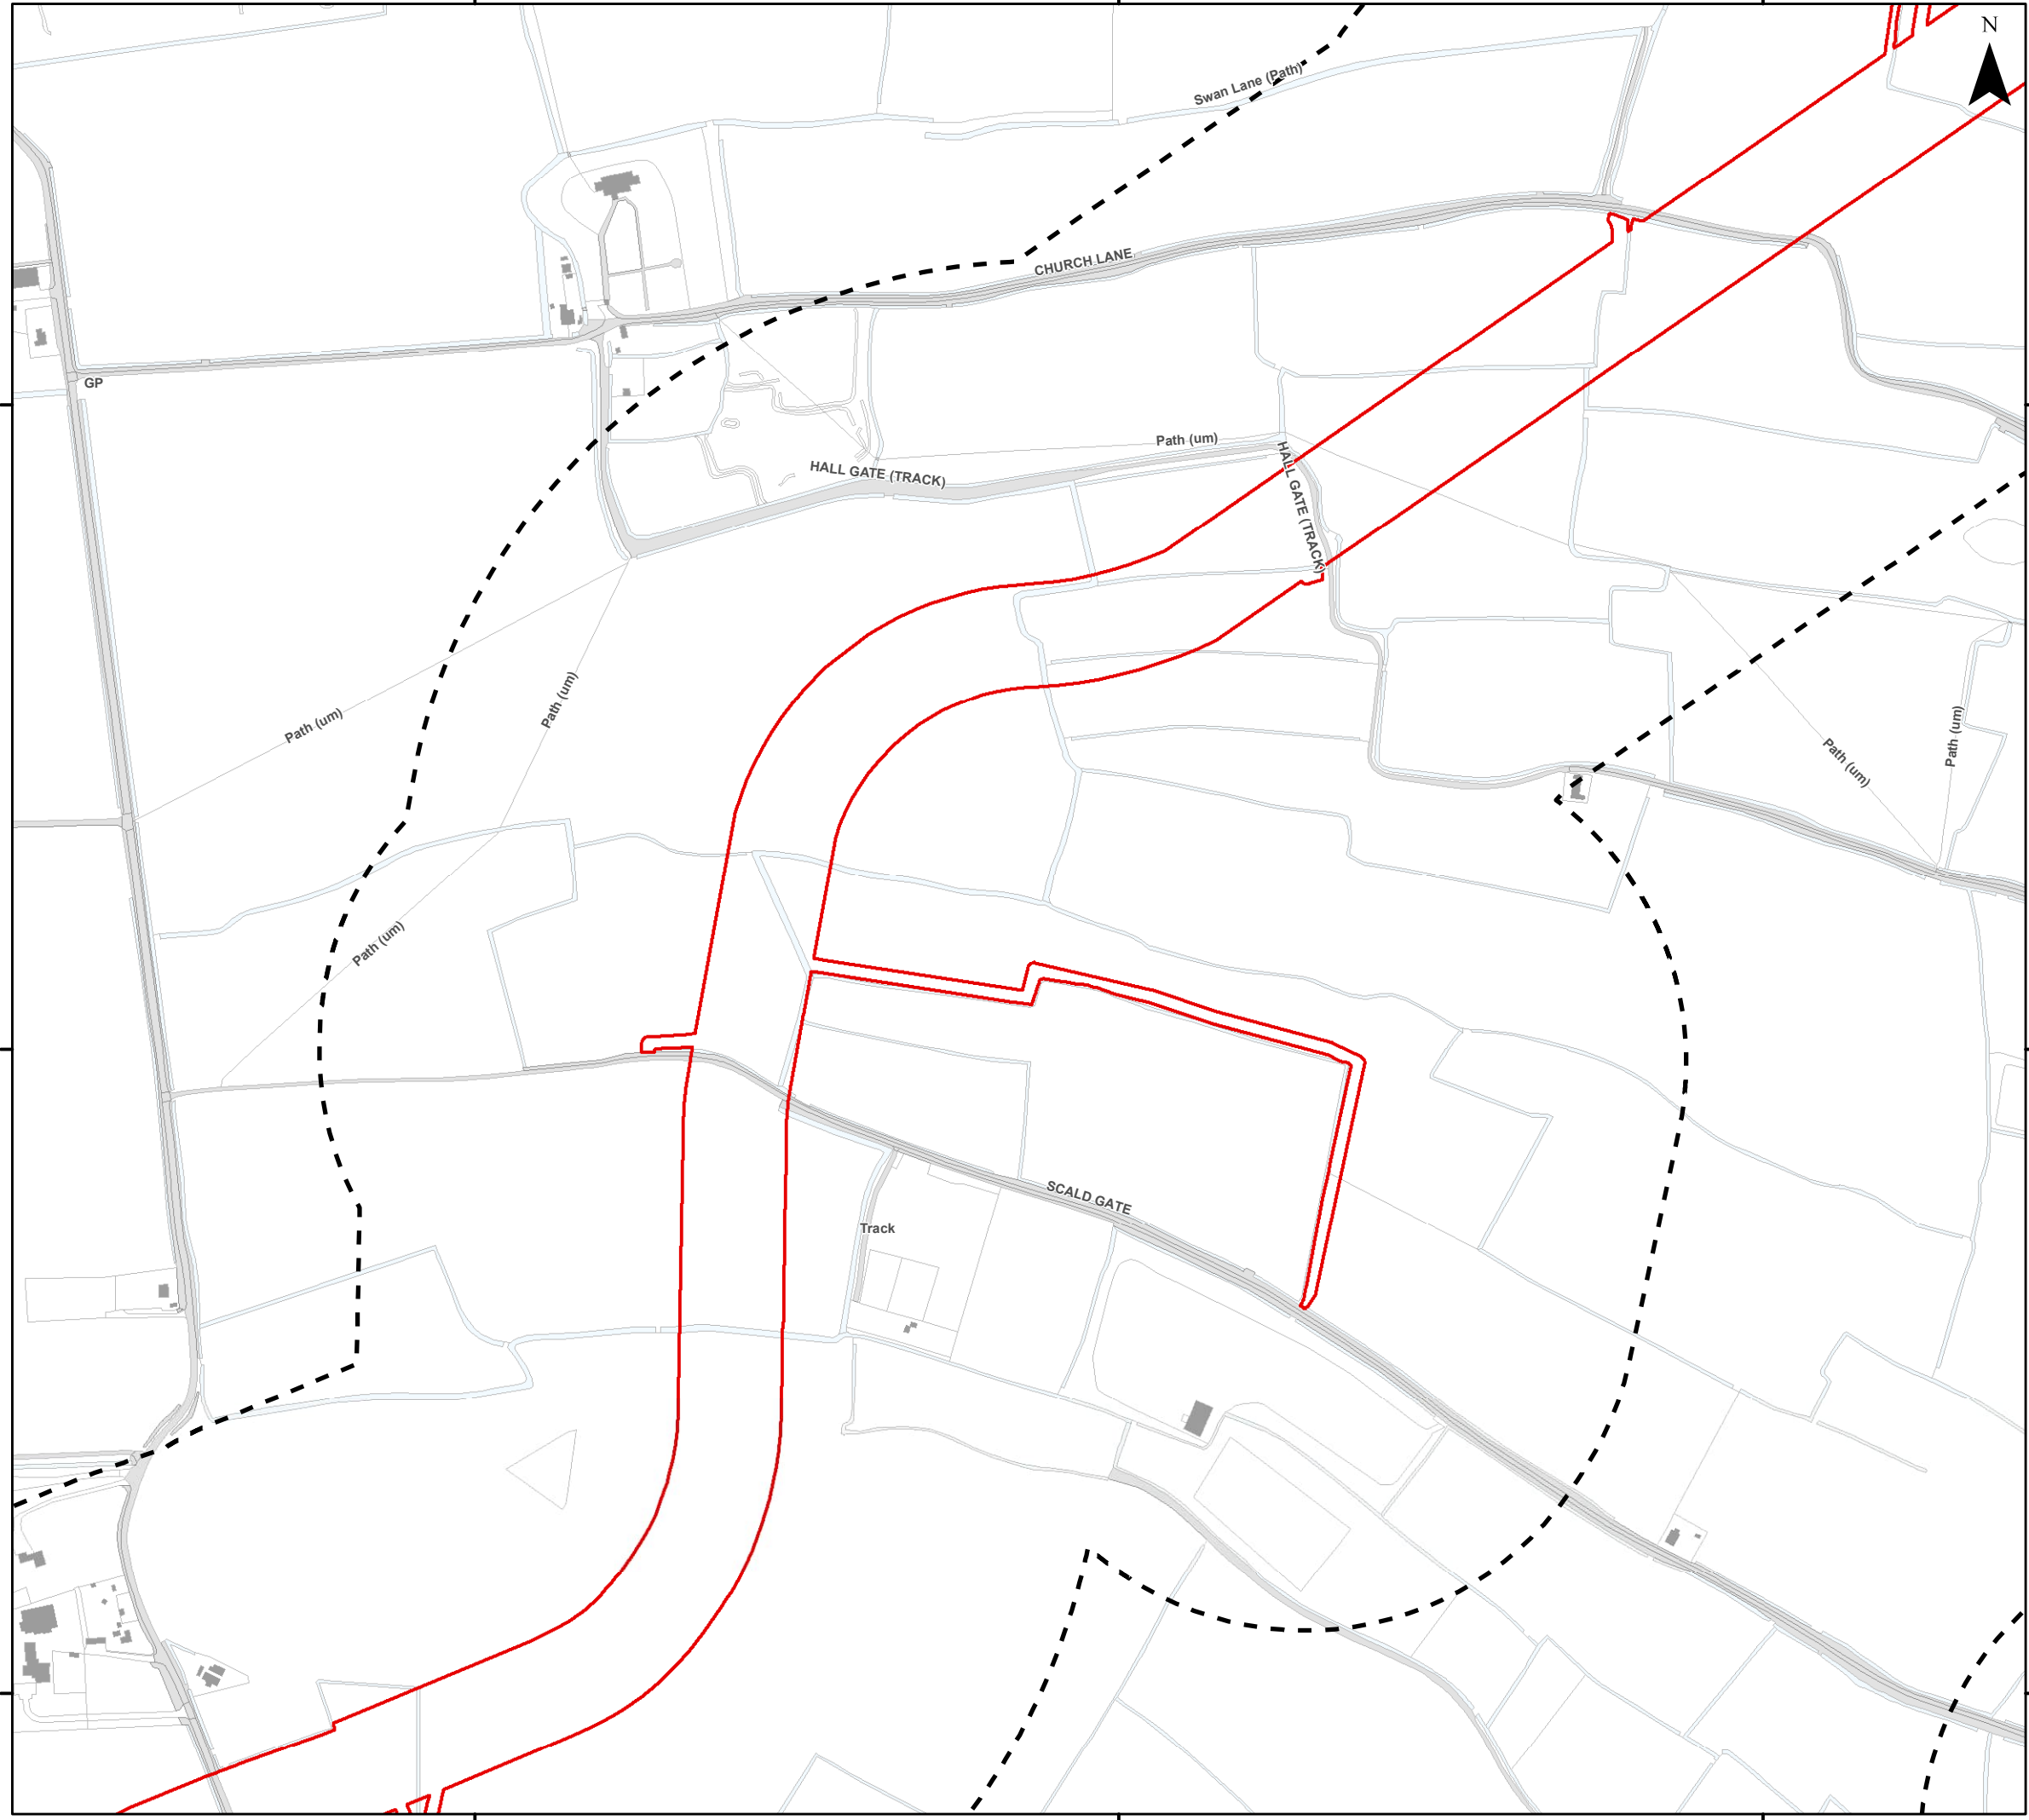 N
Swan Lane (Path)
CHURCH LANE
GP
Path (um)
HALL GATE (TRACK)
HALL GATE (TRACK)
Path (um)
Path (um)
Path (um)
Path (um)
Path (um)
SCALD GATE
Track